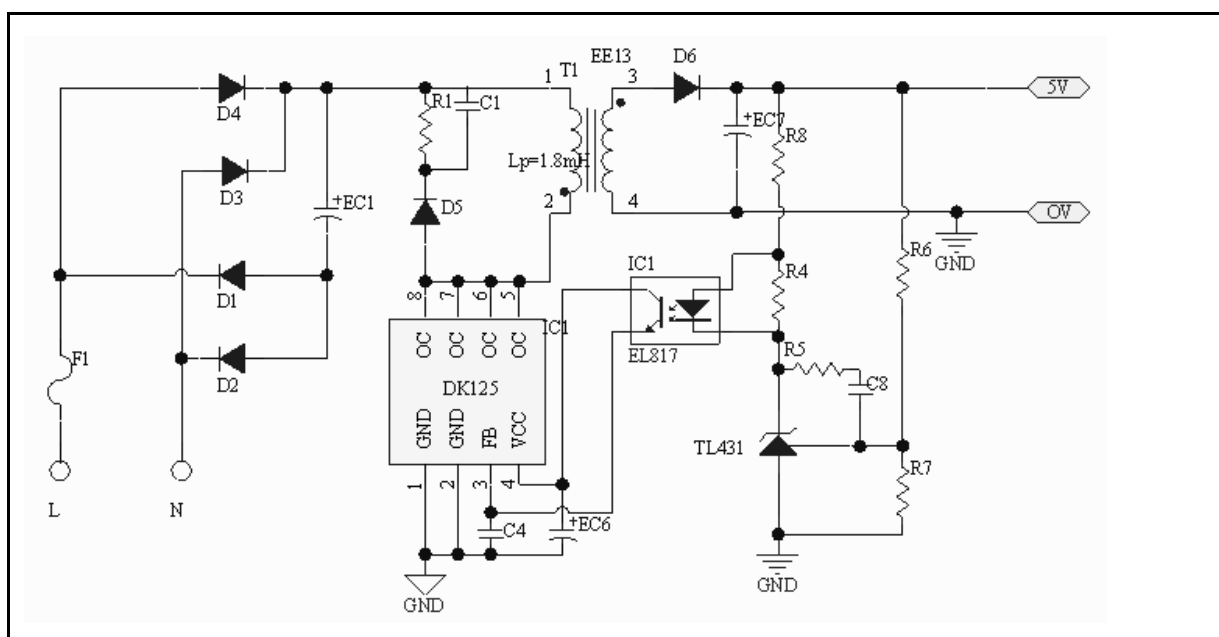 T1
EE13
D6
1
3
5V
D4
R1
C1
+EC7
R8
Lp=1.8mH
D3
+EC1
D5
2
4
OV
GND
R6
D1
IC1
R4
8
7
6
5
IC1
OC
OC
OC
OC
EL817
F1
D2
R5
C8
DK125
GND
GND
FB
VCC
TL431
R7
1
2
3
4
L
N
C4
+EC6
GND
GND